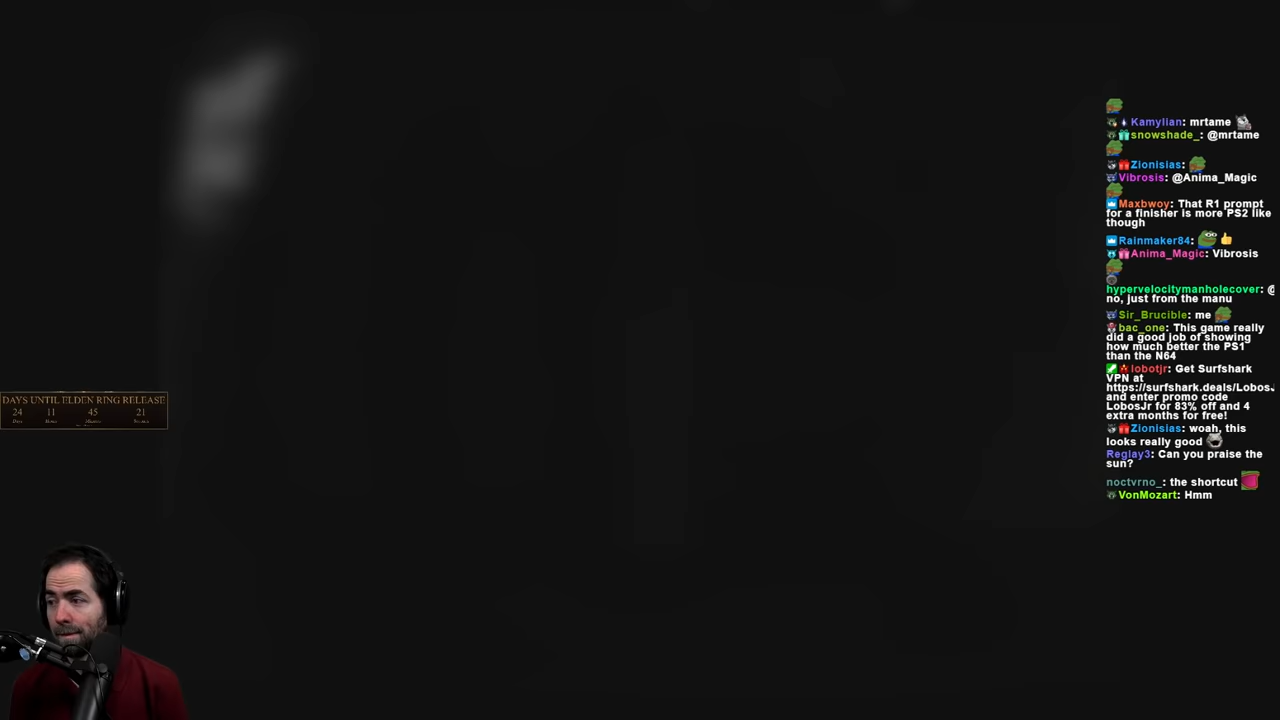 Kamylian: mrtame
snowshade_: @mrtame
Zionisias:
Vibrosis: @Anima_Magic
Maxbwoy: That R1 prompt
for a finisher is more PS2 like
though
Rainmaker84:
Anima_Magic: Vibrosis
hypervelocitymanholecover: @
no, just from the manu
Sir_Brucible: me
bac_one: This game really
did a good job of showing
how much better the PS1
than the N64
lobotjr: Get Surfshark
VPN at
https://surfshark.deals/LobosJ
and enter promo code
LobosJr for 83% off and 4
extra months for free!
DAYS UNTIL ELDEN RING RELEASE
24 11 45 21
Days
Zionisias: woah, this
looks really good
Reglay3: Can you praise the
sun?
noctvrno_: the shortcut
VonMozart: Hmm